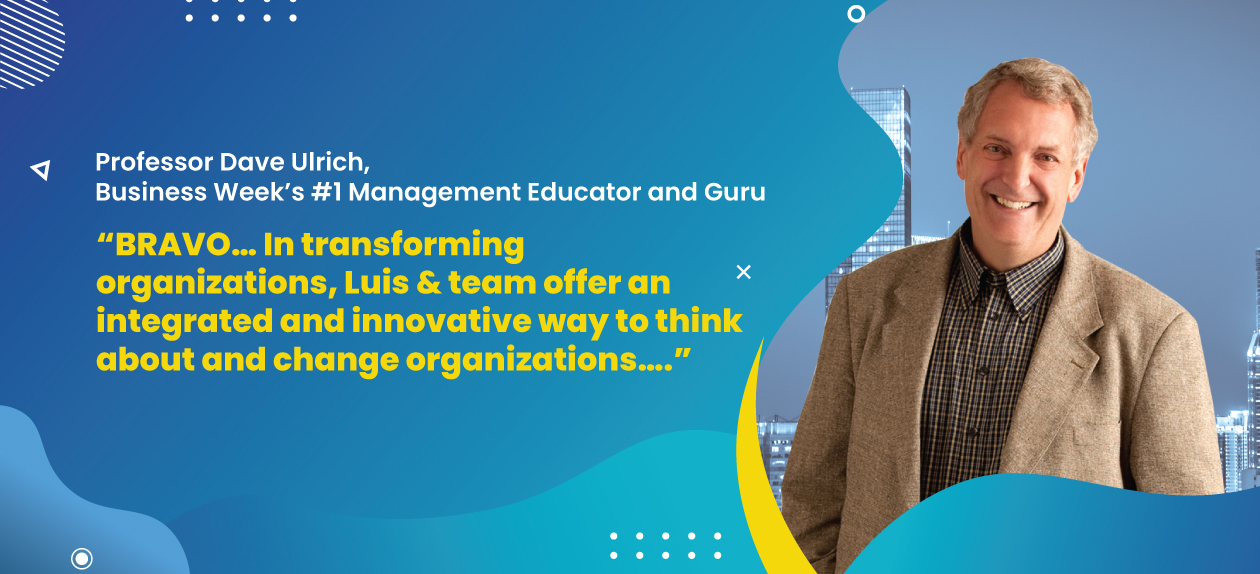 Professor Dave Ulrich,
Business Week’s #1 Management Educator and Guru
“BRAVO... In transforming
organizations, Luis & team offer an
integrated and innovative way to think
about and change organizations....”